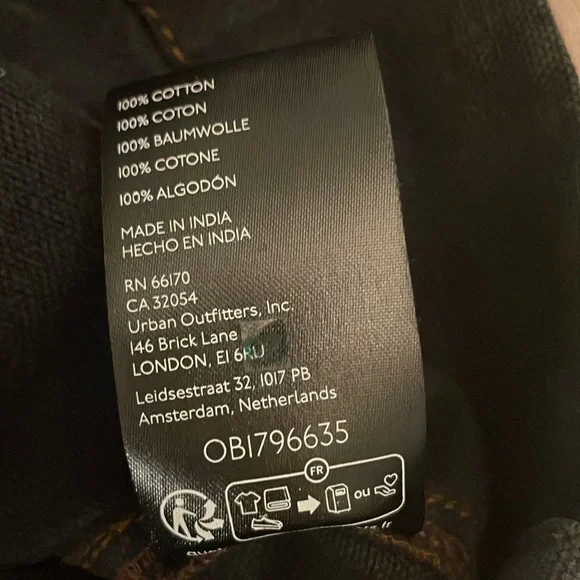 100% COTTON
100% COTON
100% BAUMWOLLE
100% COTONE
100% ALGODÓN
MADE IN INDIA
HECHO EN INDIA
RN 66170
CA 32054
Urban Outfitters, Inc.
146 Brick Lane
LONDON, E1 6RU
Leidsestraat 32, 1017 PB
Amsterdam, Netherlands
OB1796635
FR
ou